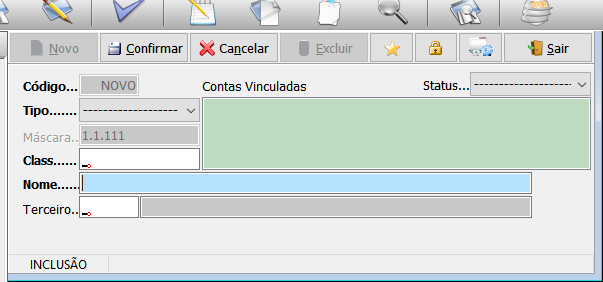 Novo Confirmar Cancelar Excluir Sair
Código... NOVO Contas Vinculadas Status... --------------------
Tipo....... -------------------
Máscara.. 1.1.111
Class....... _
Nome......
Terceiro.. _
INCLUSÃO